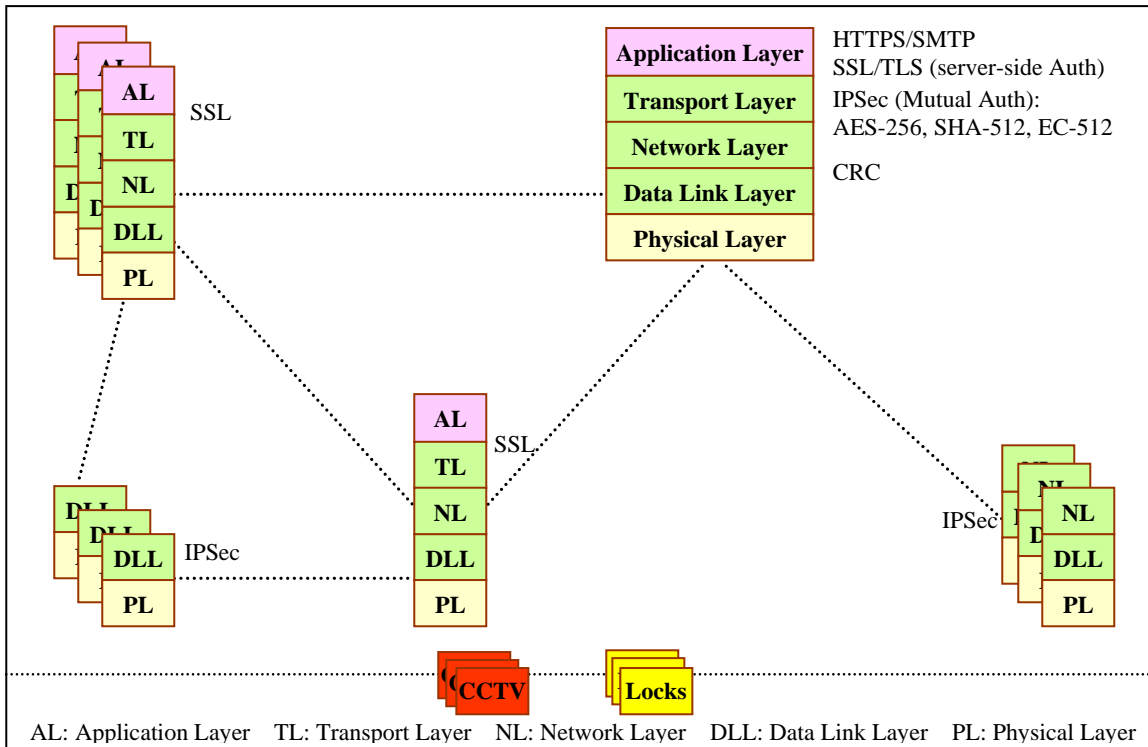 AL
TL
NL
DLL
PL
SSL
Application Layer
Transport Layer
Network Layer
Data Link Layer
Physical Layer
HTTPS/SMTP
SSL/TLS (server-side Auth)
IPSec (Mutual Auth):
AES-256, SHA-512, EC-512
CRC
DLL
PL
IPSec
AL
TL
NL
DLL
PL
SSL
IPSec
NL
DLL
PL
CCTV
Locks
AL: Application Layer TL: Transport Layer NL: Network Layer DLL: Data Link Layer PL: Physical Layer